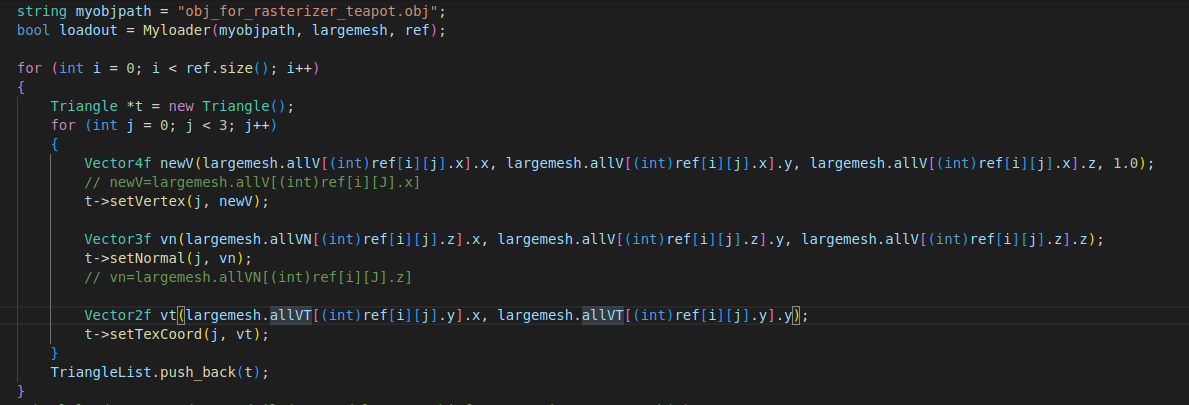 string myobjpath = "obj_for_rasterizer_teapot.obj";
bool loadout = Myloader(myobjpath, largemesh, ref);
for (int i = 0; i < ref.size(); i++)
{
Triangle *t = new Triangle();
for (int j = 0; j < 3; j++)
{
Vector4f newV(largemesh.allV[(int)ref[i][j].x].x, largemesh.allV[(int)ref[i][j].x].y, largemesh.allV[(int)ref[i][j].x].z, 1.0);
// newV=largemesh.allV[(int)ref[i][J].x]
t->setVertex(j, newV);
Vector3f vn(largemesh.allVN[(int)ref[i][j].z].x, largemesh.allV[(int)ref[i][j].z].y, largemesh.allV[(int)ref[i][j].z].z);
t->setNormal(j, vn);
// vn=largemesh.allVN[(int)ref[i][J].z]
Vector2f vt(largemesh.allVT[(int)ref[i][j].y].x, largemesh.allVT[(int)ref[i][j].y].y);
t->setTexCoord(j, vt);
}
TriangleList.push_back(t);
}